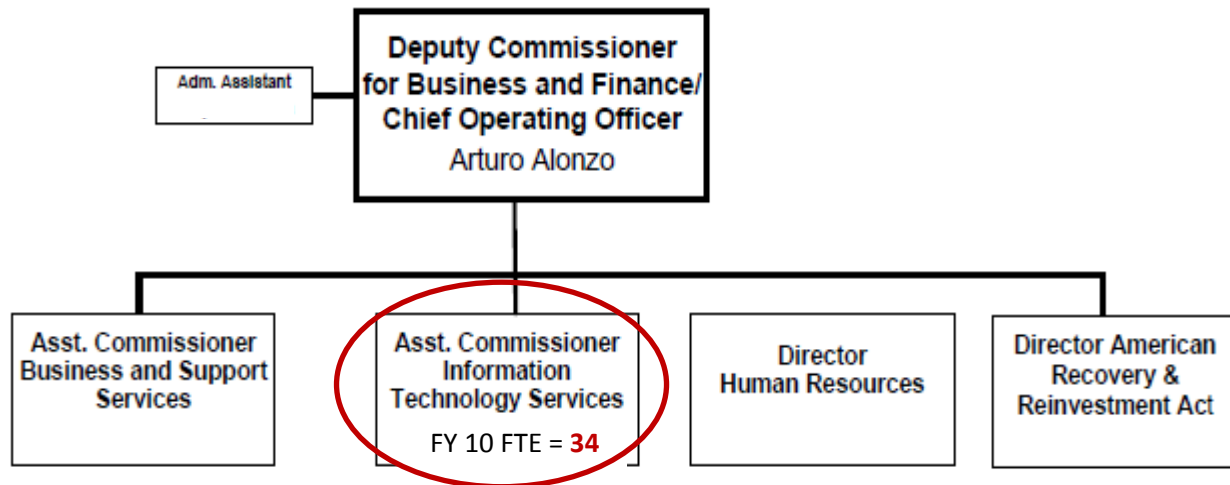 Deputy Commissioner
for Business and Finance/
Chief Operating Officer
Arturo Alonzo
Adm. Assistant
Asst. Commissioner
Business and Support
Services
Asst. Commissioner
Information
Technology Services
FY 10 FTE = 34
Director
Human Resources
Director American
Recovery &
Reinvestment Act